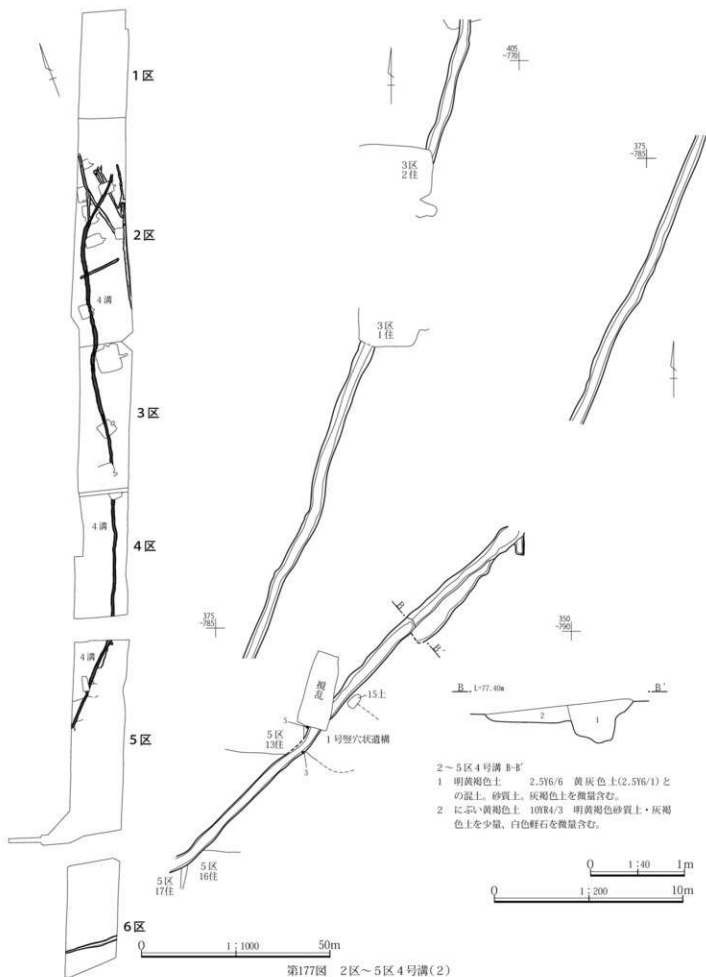 1区
2区
4溝
3区
4溝
4区
4溝
5区
6区
0 1：1000 50m
405
-770
3区
2住
375
-785
3区
1住
375
-785
350
-790
B
B′
撹乱
15土
5
1号竪穴状遺構
5区
13住
3
5区
16住
5区
17住
B L=77.40m B′
2 1
2～5区4号溝 B-B′
1 明黄褐色土 2.5Y6/6 黄灰色土(2.5Y6/1)と
の混土。砂質土。灰褐色土を微量含む。
2 にぶい黄褐色土 10YR4/3 明黄褐色砂質土・灰褐
色土を少量、白色軽石を微量含む。
0 1：40 1m
0 1：200 10m
第177図 2区～5区4号溝(2)